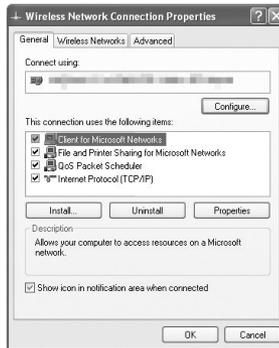 Wireless Network Connection Properties
General
Wireless Networks
Advanced
Connect using:
Configure...
This connection uses the following items:
Client for Microsoft Networks
File and Printer Sharing for Microsoft Networks
QoS Packet Scheduler
Internet Protocol (TCP/IP)
Install...
Uninstall
Properties
Description
Allows your computer to access resources on a Microsoft
network.
Show icon in notification area when connected
OK
Cancel